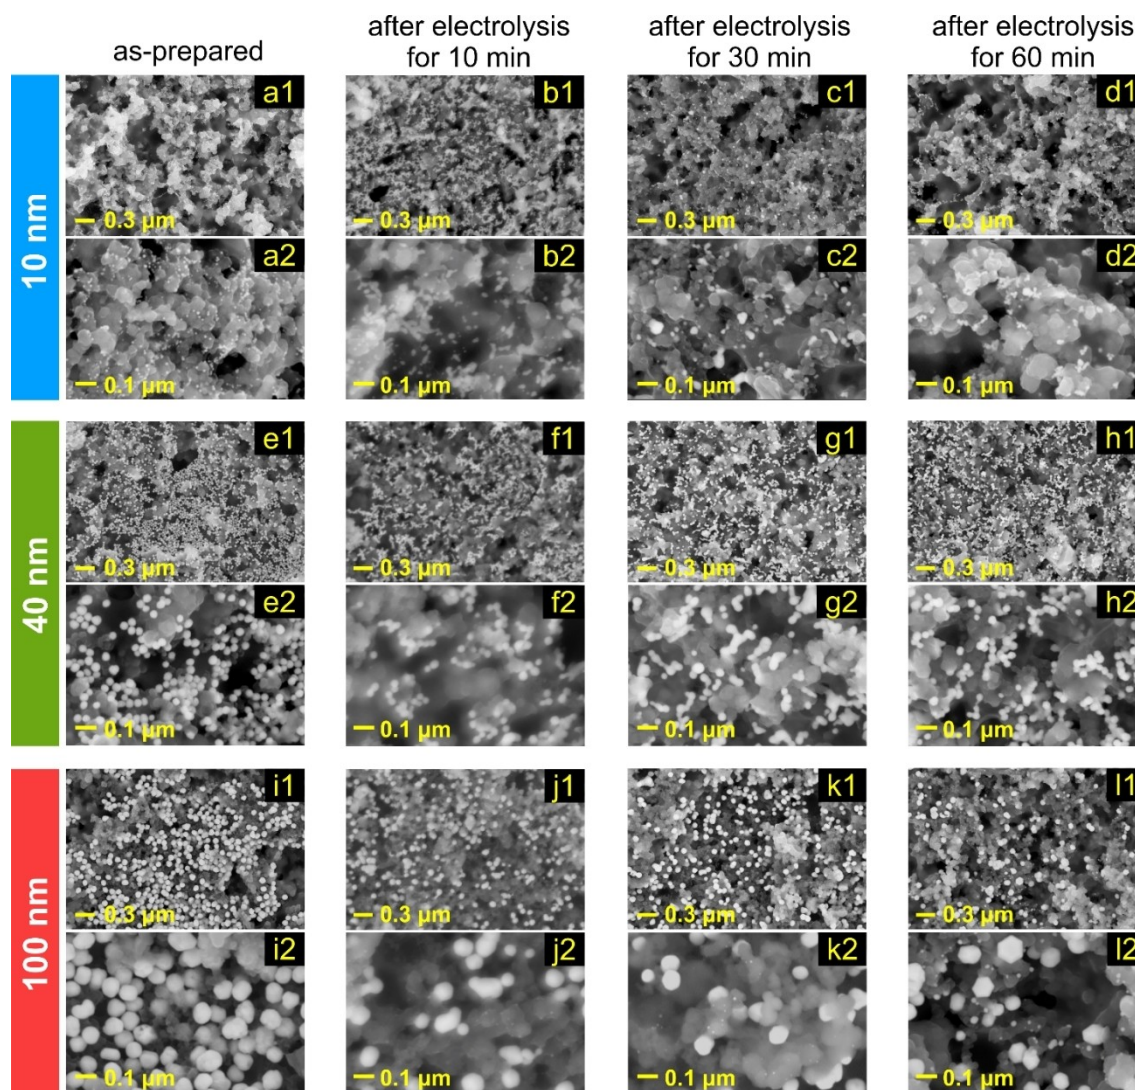 as-prepared
after electrolysis
for 10 min
after electrolysis
for 30 min
after electrolysis
for 60 min
10 nm
a1
0.3 µm
b1
0.3 µm
c1
0.3 µm
d1
0.3 µm
a2
0.1 µm
b2
0.1 µm
c2
0.1 µm
d2
0.1 µm
40 nm
e1
0.3 µm
f1
0.3 µm
g1
0.3 µm
h1
0.3 µm
e2
0.1 µm
f2
0.1 µm
g2
0.1 µm
h2
0.1 µm
100 nm
i1
0.3 µm
j1
0.3 µm
k1
0.3 µm
l1
0.3 µm
i2
0.1 µm
j2
0.1 µm
k2
0.1 µm
l2
0.1 µm